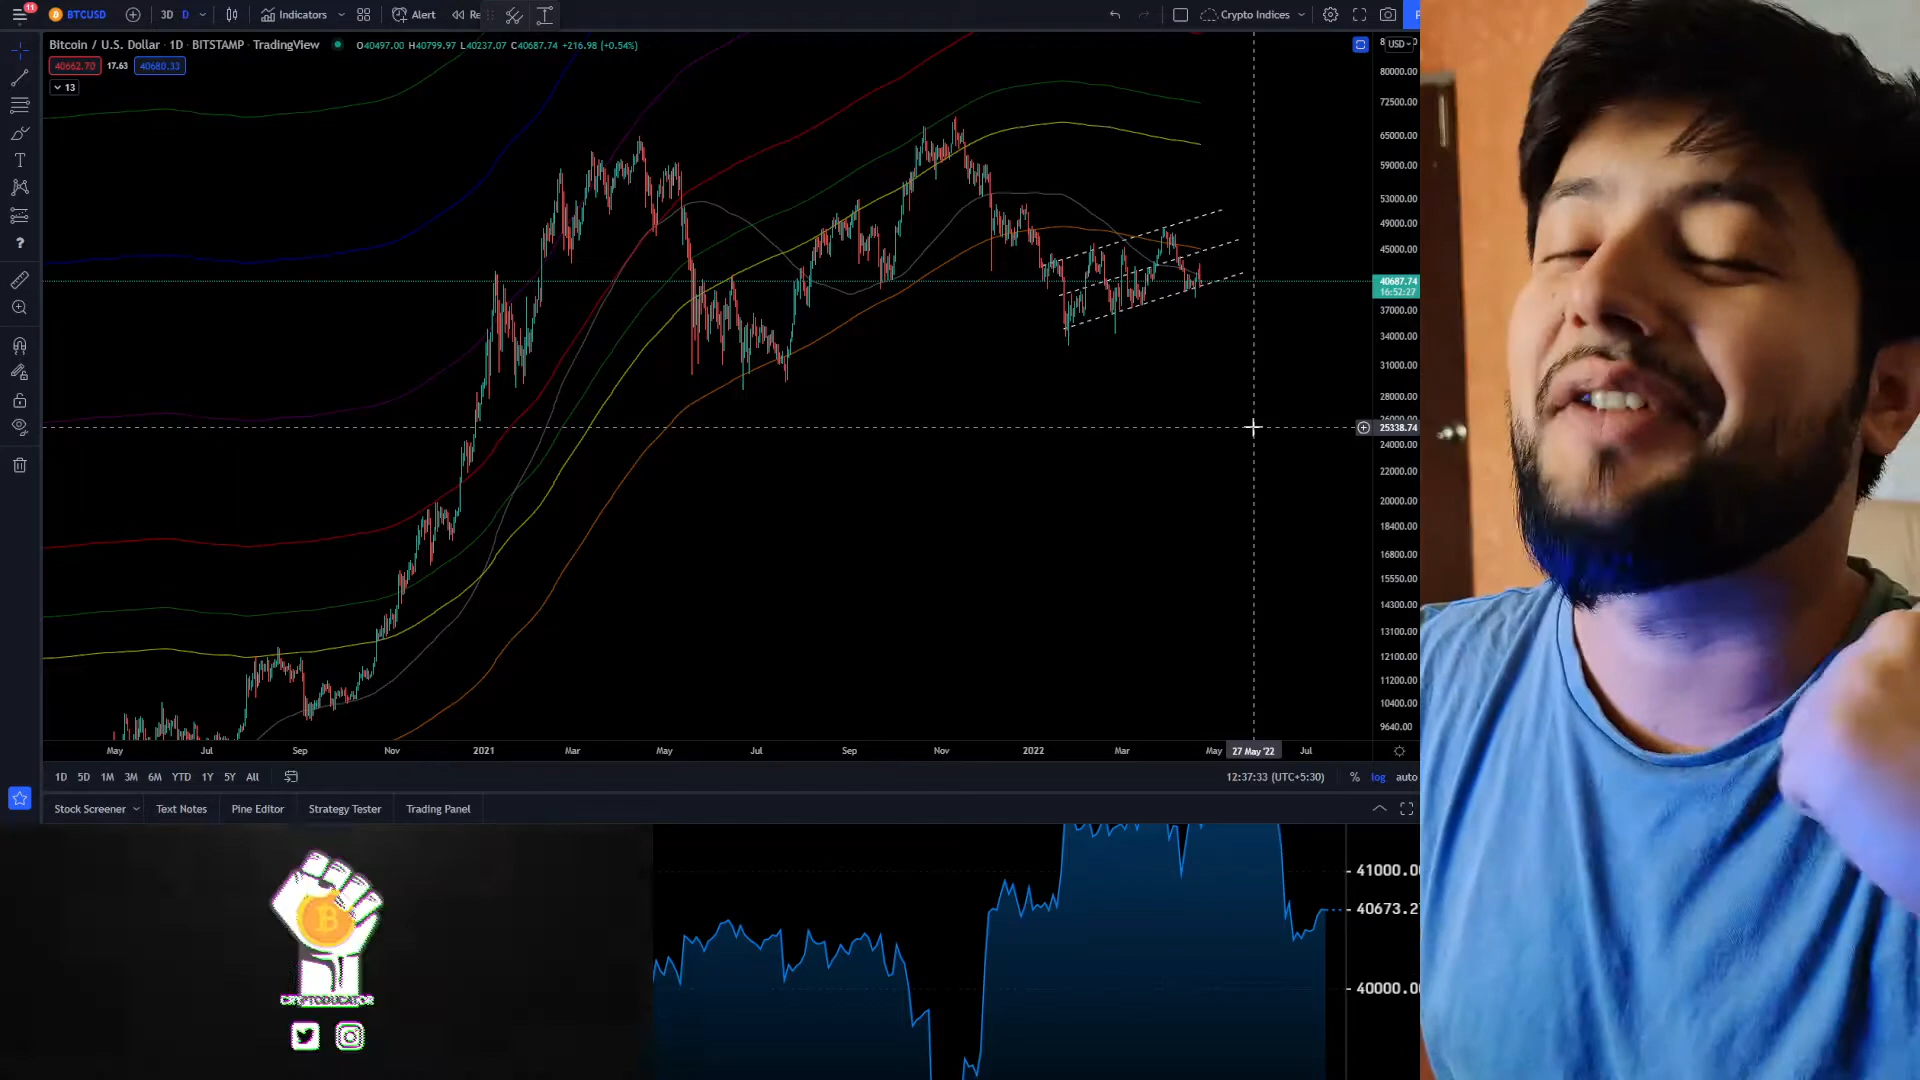 11
BTCUSD
3D D
Indicators
Alert
Re
Crypto Indices
Bitcoin / U.S. Dollar · 1D · BITSTAMP · TradingView
O40497.00 H40799.97 L40237.07 C40687.74 +216.98 (+0.54%)
40662.70 17.63 40680.33
13
USD
80000.00
72500.00
65000.00
59000.00
53000.00
49000.00
45000.00
40687.74
16:52:27
37000.00
34000.00
31000.00
28000.00
26000.00
25338.74
24000.00
22000.00
20000.00
18400.00
16800.00
15550.00
14300.00
13100.00
12100.00
11200.00
10400.00
9640.00
May Jul Sep Nov 2021 Mar May Jul Sep Nov 2022 Mar May 27 May '22 Jul
1D 5D 1M 3M 6M YTD 1Y 5Y All
12:37:33 (UTC+5:30) % log auto
Stock Screener Text Notes Pine Editor Strategy Tester Trading Panel
CRYPTODUCATOR
41000.0
40673.2
40000.0